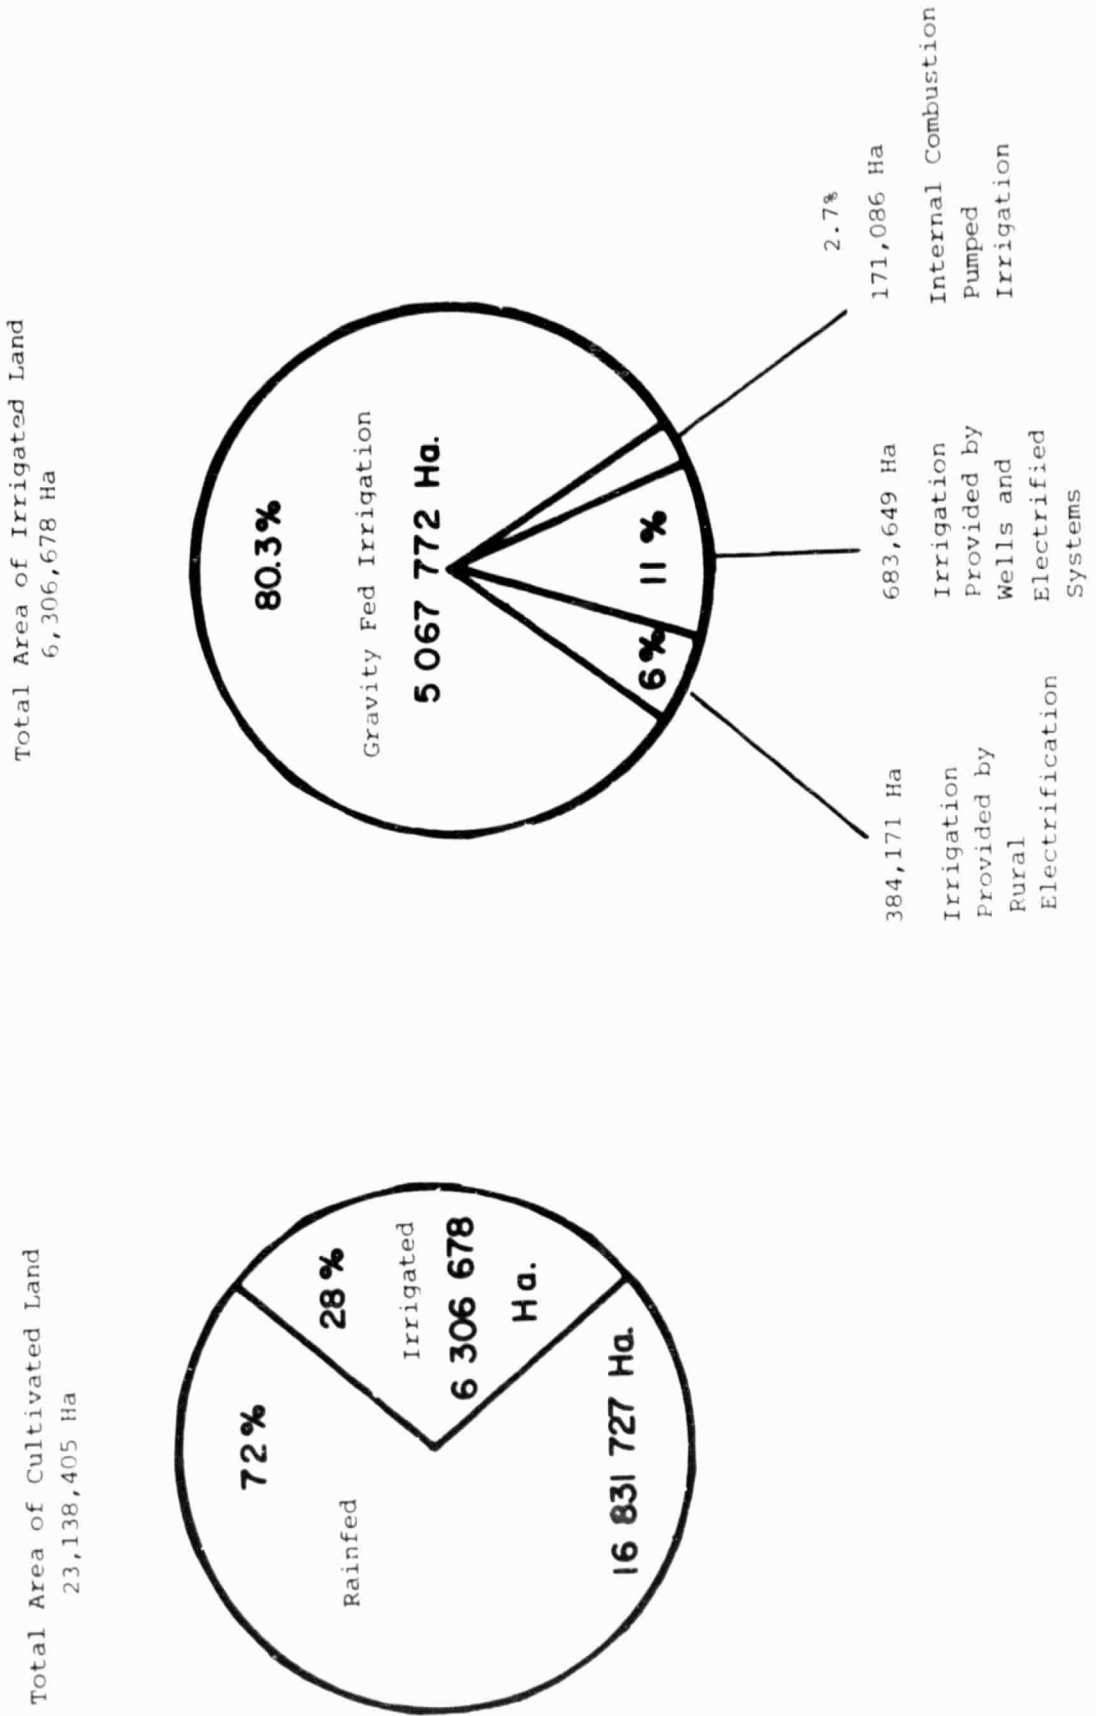 Total Area of Cultivated Land
23,138,405 Ha
72%
Rainfed
28%
Irrigated
6 306 678
Ha.
16 831 727 Ha.
Total Area of Irrigated Land
6,306,678 Ha
80.3%
Gravity Fed Irrigation
5 067 772 Ha.
6%
11 %
384,171 Ha
Irrigation
Provided by
Rural
Electrification
683,649 Ha
Irrigation
Provided by
Wells and
Electrified
Systems
2.7%
171,086 Ha
Internal Combustion
Pumped
Irrigation